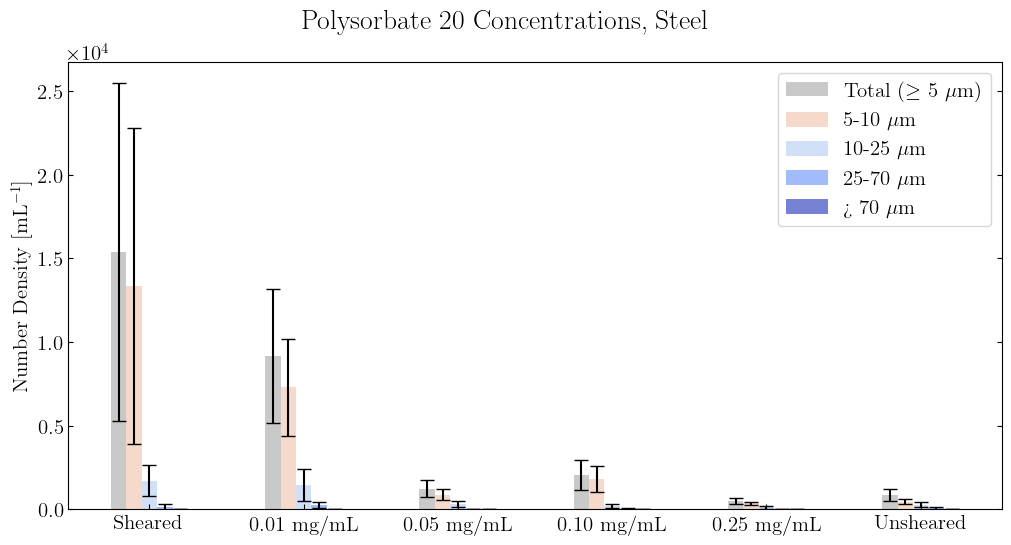 Polysorbate 20 Concentrations, Steel
×10⁴
Number Density [mL⁻¹]
2.5
2.0
1.5
1.0
0.5
0.0
Total (≥ 5 μm)
5-10 μm
10-25 μm
25-70 μm
> 70 μm
Sheared 0.01 mg/mL 0.05 mg/mL 0.10 mg/mL 0.25 mg/mL Unsheared